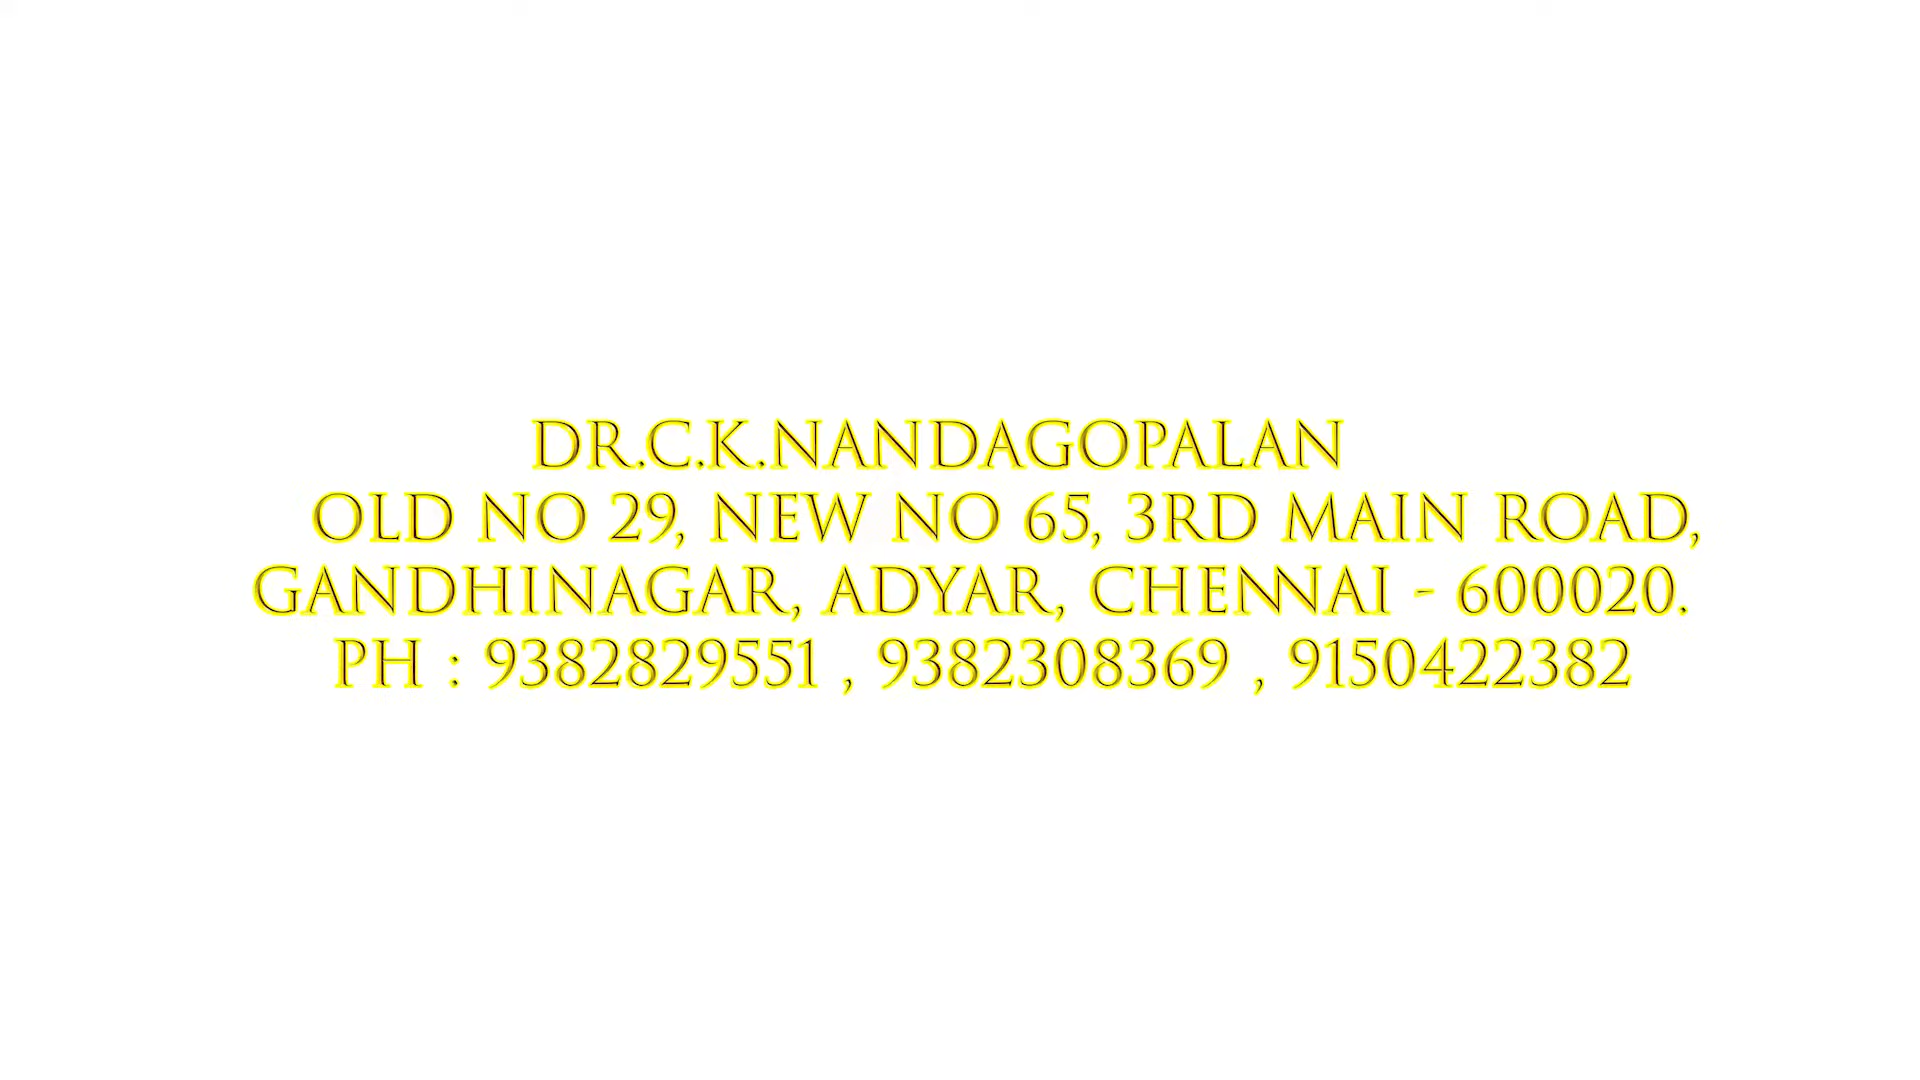 DR.C.K.NANDAGOPALAN
OLD NO 29, NEW NO 65, 3RD MAIN ROAD,
GANDHINAGAR, ADYAR, CHENNAI - 600020.
PH : 9382829551 , 9382308369 , 9150422382